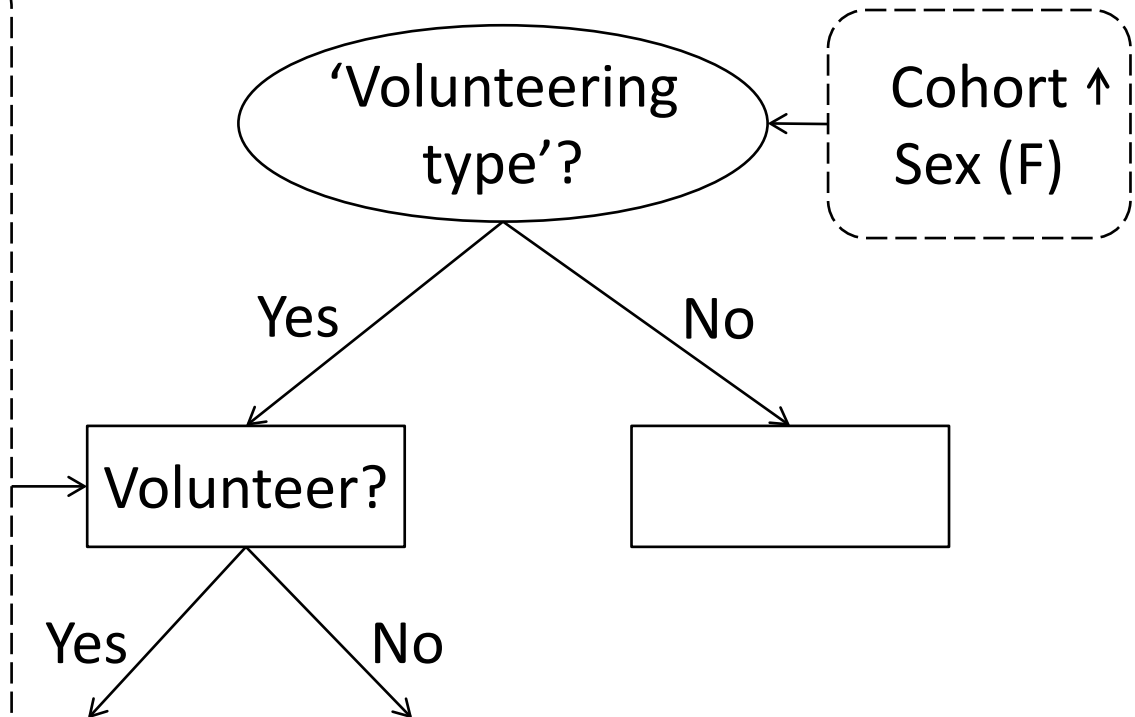 ‘Volunteering
type’?
Cohort ↑
Sex (F)
Yes
No
Volunteer?
Yes
No